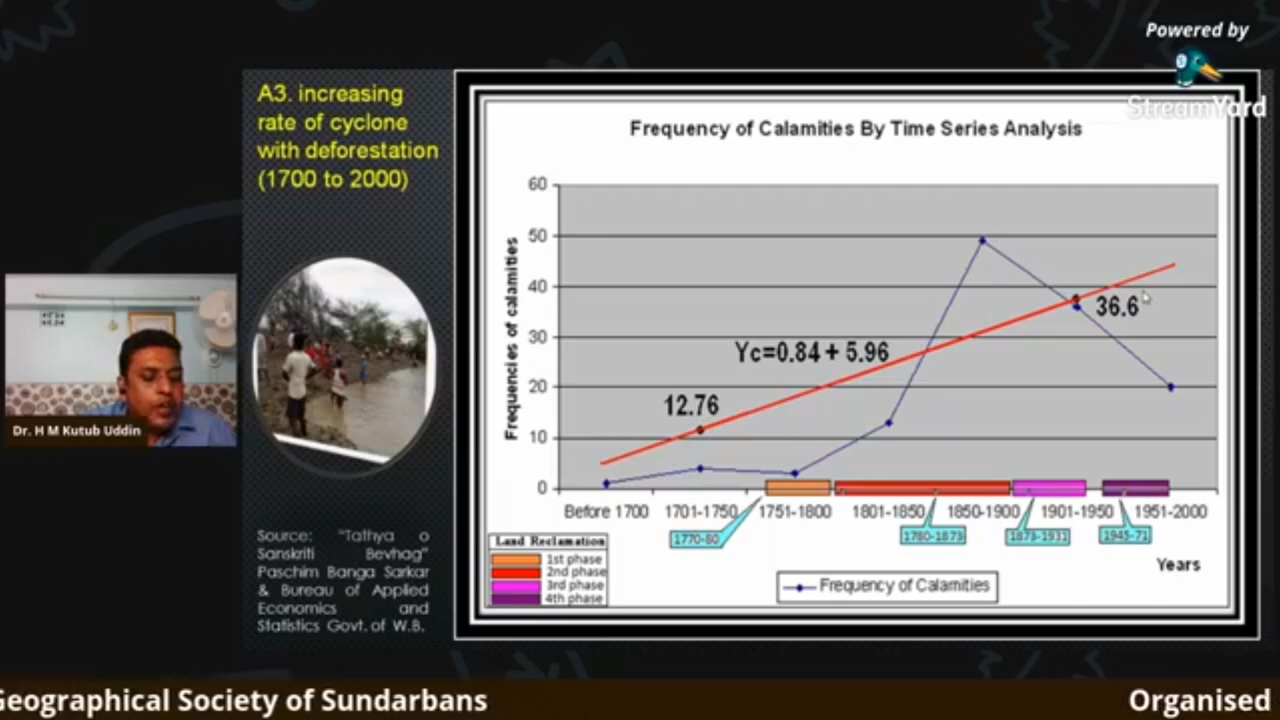 Powered by
StreamYard
A3. increasing
rate of cyclone
with deforestation
(1700 to 2000)
Frequency of Calamities By Time Series Analysis
Frequencies of calamities
60
50
40
30
20
10
0
36.6
Yc=0.84 + 5.96
12.76
Before 1700 1701-1750 1751-1800 1801-1850 1850-1900 1901-1950 1951-2000
1770-80 1780-1873 1873-1931 1945-71
Years
Land Reclamation
1st phase
2nd phase
3rd phase
4th phase
Frequency of Calamities
Dr. H M Kutub Uddin
Source: "Tathya o
Sanskriti Bevhag"
Paschim Banga Sarkar
& Bureau of Applied
Economics and
Statistics Govt. of W.B.
Geographical Society of Sundarbans
Organised